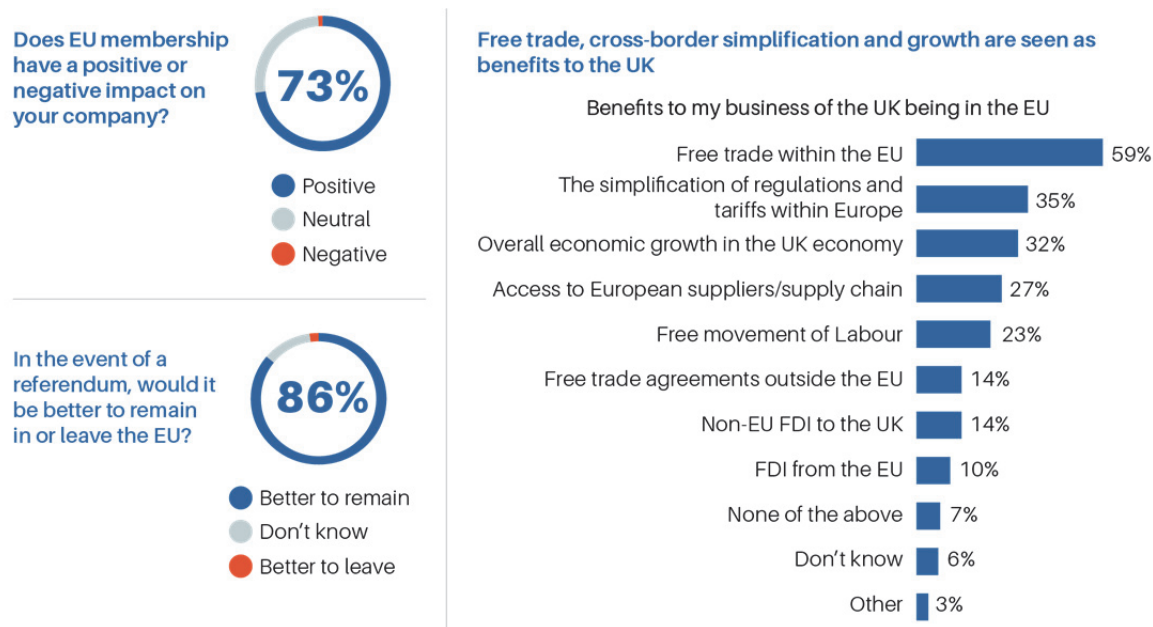 Does EU membership
have a positive or
negative impact on
your company?
73%
Positive
Neutral
Negative
In the event of a
referendum, would it
be better to remain
in or leave the EU?
86%
Better to remain
Don't know
Better to leave
Free trade, cross-border simplification and growth are seen as
benefits to the UK
Benefits to my business of the UK being in the EU
Free trade within the EU 59%
The simplification of regulations and
tariffs within Europe 35%
Overall economic growth in the UK economy 32%
Access to European suppliers/supply chain 27%
Free movement of Labour 23%
Free trade agreements outside the EU 14%
Non-EU FDI to the UK 14%
FDI from the EU 10%
None of the above 7%
Don't know 6%
Other 3%